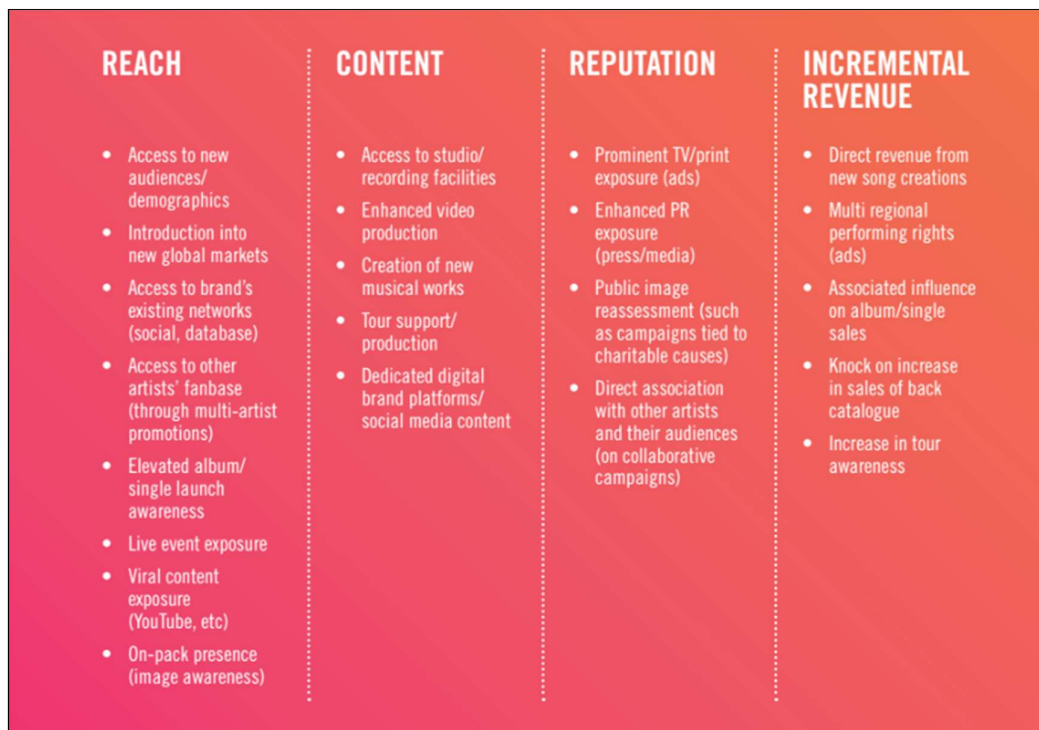 REACH
• Access to new
audiences/
demographics
• Introduction into
new global markets
• Access to brand's
existing networks
(social, database)
• Access to other
artists' fanbase
(through multi-artist
promotions)
• Elevated album/
single launch
awareness
• Live event exposure
• Viral content
exposure
(YouTube, etc)
• On-pack presence
(image awareness)
CONTENT
• Access to studio/
recording facilities
• Enhanced video
production
• Creation of new
musical works
• Tour support/
production
• Dedicated digital
brand platforms/
social media content
REPUTATION
• Prominent TV/print
exposure (ads)
• Enhanced PR
exposure
(press/media)
• Public image
reassessment (such
as campaigns tied to
charitable causes)
• Direct association
with other artists
and their audiences
(on collaborative
campaigns)
INCREMENTAL
REVENUE
• Direct revenue from
new song creations
• Multi regional
performing rights
(ads)
• Associated influence
on album/single
sales
• Knock on increase
in sales of back
catalogue
• Increase in tour
awareness